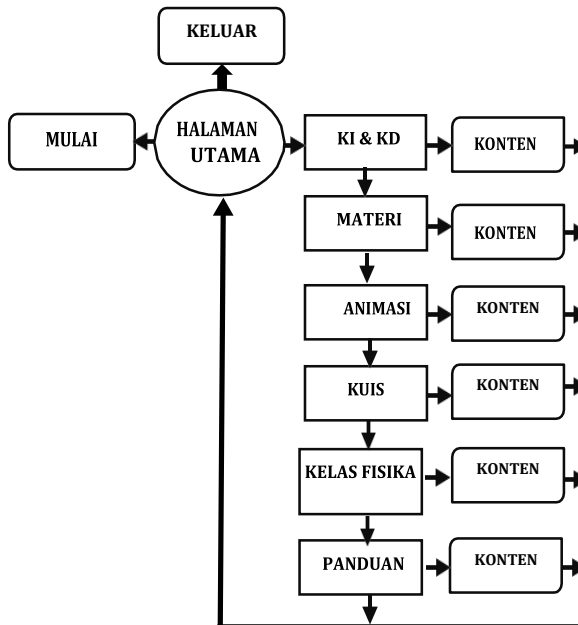 KELUAR
HALAMAN
UTAMA
MULAI
KI & KD
KONTEN
MATERI
KONTEN
ANIMASI
KONTEN
KUIS
KONTEN
KELAS FISIKA
KONTEN
PANDUAN
KONTEN